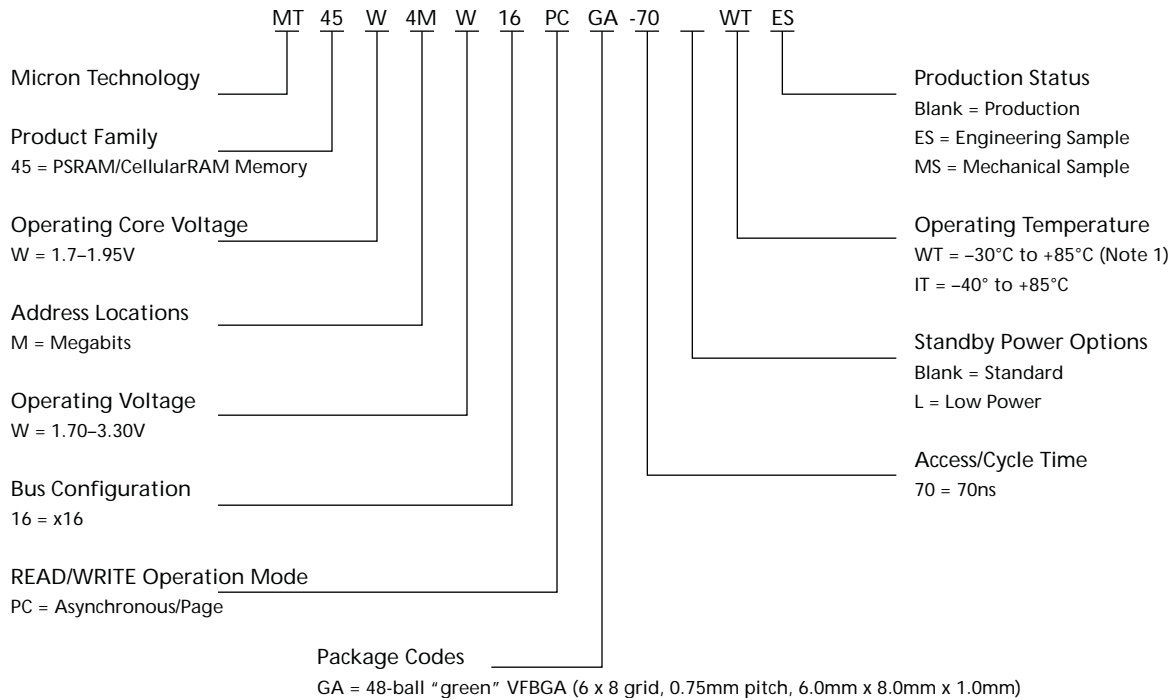 MT 45 W 4M W 16 PC GA -70 WT ES
Micron Technology
Product Family
45 = PSRAM/CellularRAM Memory
Operating Core Voltage
W = 1.7–1.95V
Address Locations
M = Megabits
Operating Voltage
W = 1.70–3.30V
Bus Configuration
16 = x16
READ/WRITE Operation Mode
PC = Asynchronous/Page
Package Codes
GA = 48-ball “green” VFBGA (6 x 8 grid, 0.75mm pitch, 6.0mm x 8.0mm x 1.0mm)
Production Status
Blank = Production
ES = Engineering Sample
MS = Mechanical Sample
Operating Temperature
WT = –30°C to +85°C (Note 1)
IT = –40° to +85°C
Standby Power Options
Blank = Standard
L = Low Power
Access/Cycle Time
70 = 70ns